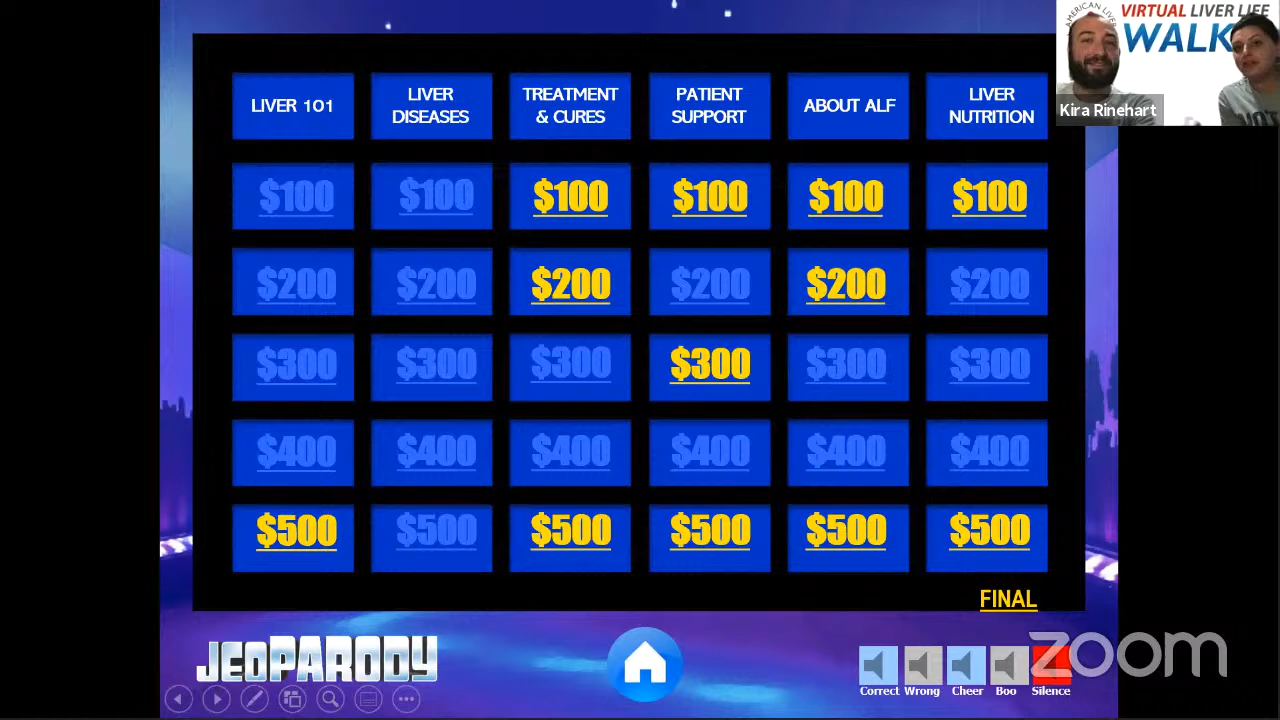 AMERICAN LIVER
VIRTUAL LIVER LIFE
WALK
Kira Rinehart
LIVER 101
LIVER
DISEASES
TREATMENT
& CURES
PATIENT
SUPPORT
ABOUT ALF
LIVER
NUTRITION
$100 $100 $100 $100 $100 $100
$200 $200 $200 $200 $200 $200
$300 $300 $300 $300 $300 $300
$400 $400 $400 $400 $400 $400
$500 $500 $500 $500 $500 $500
FINAL
JEOPARODY
zoom
Correct Wrong Cheer Boo Silence